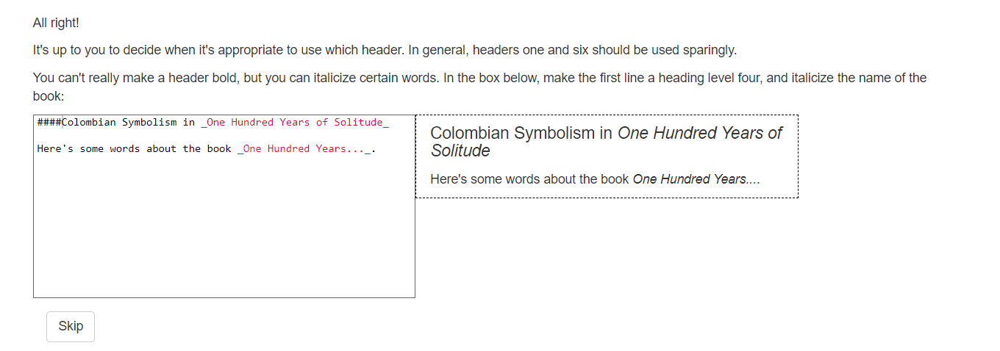 All right!
It's up to you to decide when it's appropriate to use which header. In general, headers one and six should be used sparingly.
You can't really make a header bold, but you can italicize certain words. In the box below, make the first line a heading level four, and italicize the name of the
book:
####Colombian Symbolism in _One Hundred Years of Solitude_
Here's some words about the book _One Hundred Years..._.
Colombian Symbolism in One Hundred Years of
Solitude
Here's some words about the book One Hundred Years....
Skip